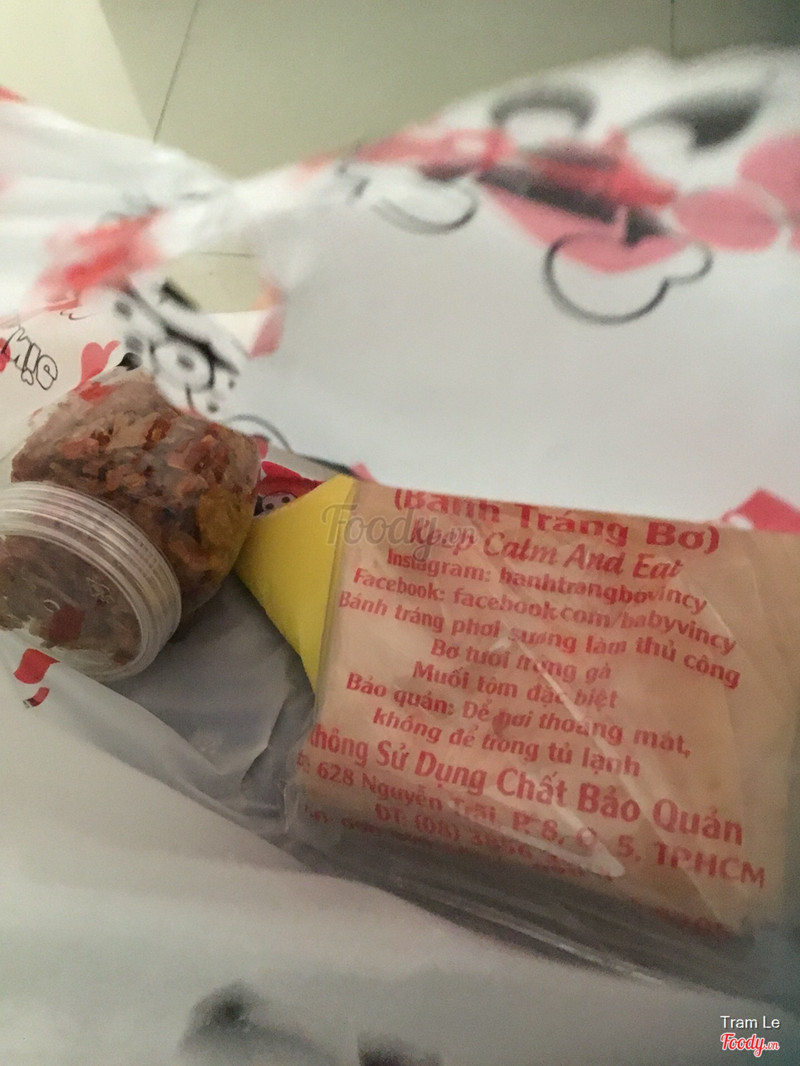 MỊC
Foody.vn
(Bánh Tráng Bơ)
Keep Calm And Eat
Instagram: banhtrangbovincy
Facebook: facebook.com/babyvincy
Bánh tráng phơi sương làm thủ công
Bơ tươi trứng gà
Muối tôm đặc biệt
Bảo quản: Để nơi thoáng mát,
không để trong tủ lạnh
Không Sử Dụng Chất Bảo Quản
628 Nguyễn Trãi, P. 8, Q. 5, TPHCM
ĐT: (08)
Tram Le
Foody.vn